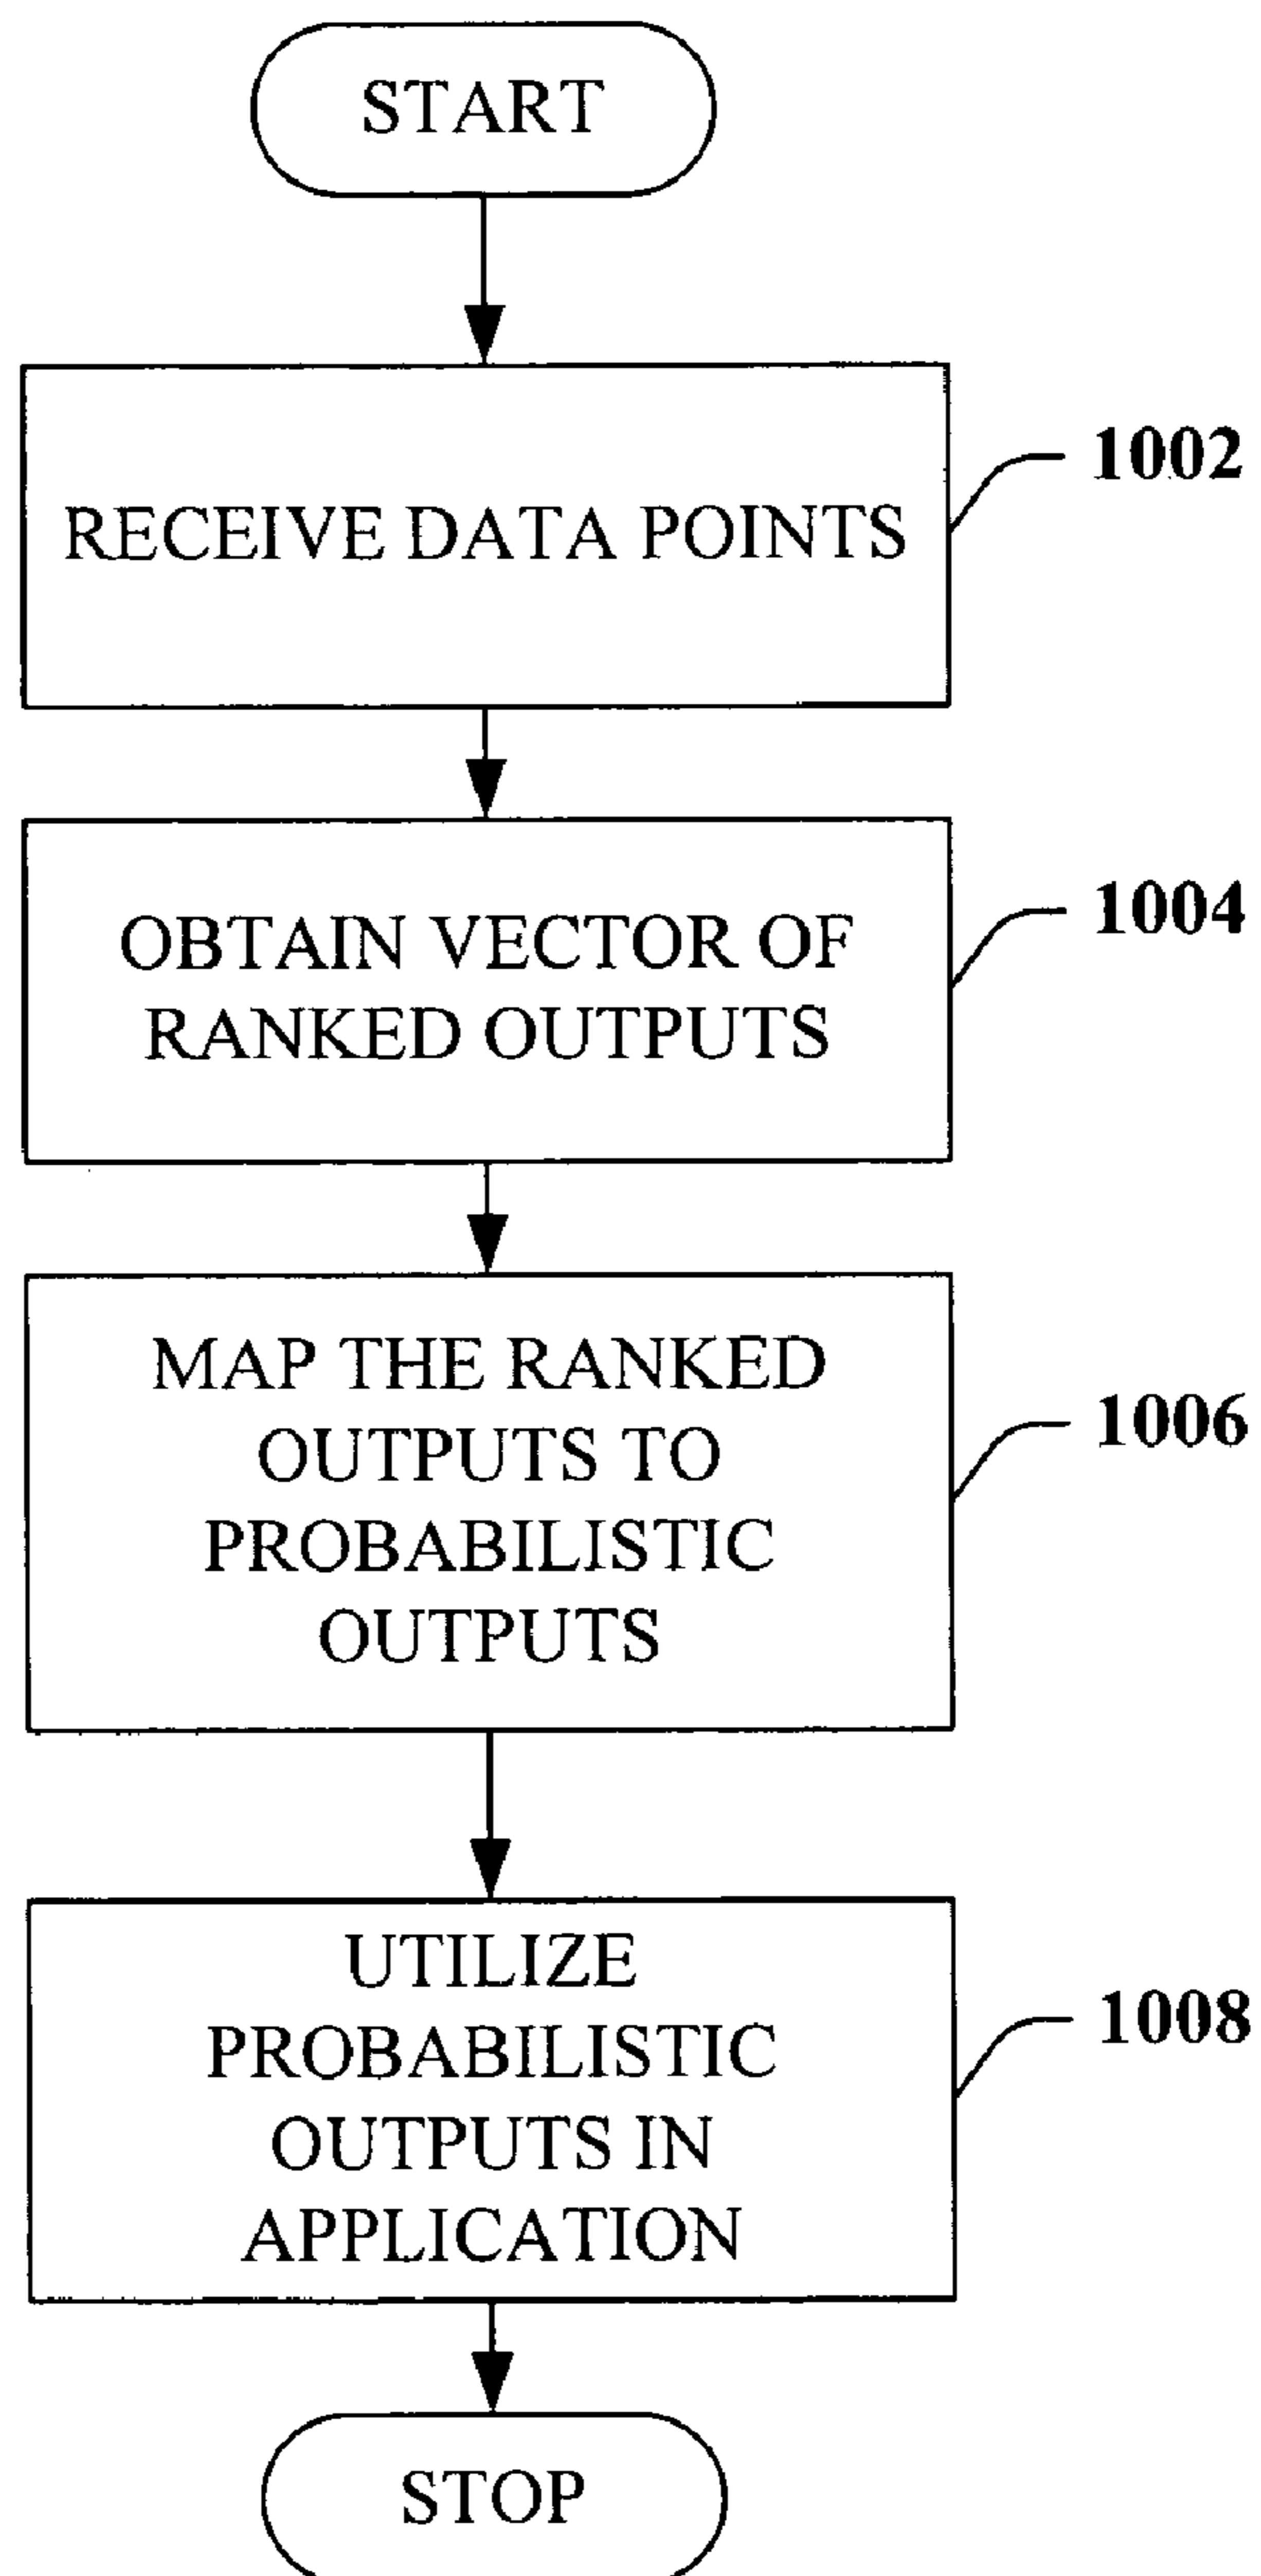 START
RECEIVE DATA POINTS
1002
OBTAIN VECTOR OF
RANKED OUTPUTS
1004
MAP THE RANKED
OUTPUTS TO
PROBABILISTIC
OUTPUTS
1006
UTILIZE
PROBABILISTIC
OUTPUTS IN
APPLICATION
1008
STOP